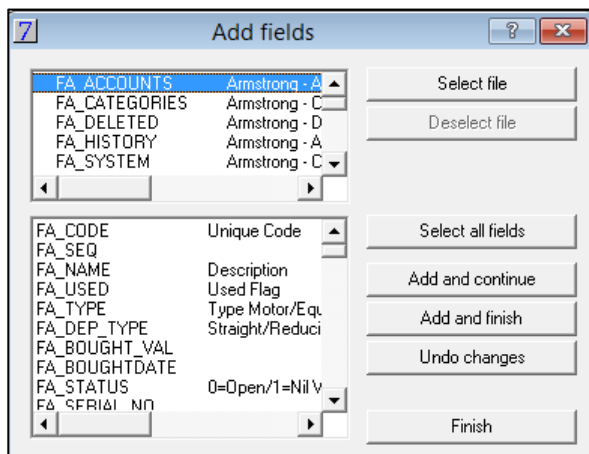 7 Add fields ?
FA_ACCOUNTS Armstrong - A
FA_CATEGORIES Armstrong - C
FA_DELETED Armstrong - D
FA_HISTORY Armstrong - A
FA_SYSTEM Armstrong - C
Select file
Deselect file
FA_CODE Unique Code
FA_SEQ
FA_NAME Description
FA_USED Used Flag
FA_TYPE Type Motor/Equ
FA_DEP_TYPE Straight/Reduci
FA_BOUGHT_VAL
FA_BOUGHTDATE
FA_STATUS 0=Open/1=Nil V
FA_SERIAL_NO
Select all fields
Add and continue
Add and finish
Undo changes
Finish